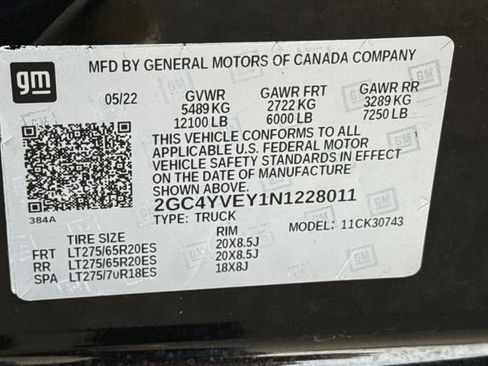 gm
MFD BY GENERAL MOTORS OF CANADA COMPANY
05/22 GVWR GAWR FRT GAWR RR
5489 KG 2722 KG 3289 KG
12100 LB 6000 LB 7250 LB
THIS VEHICLE CONFORMS TO ALL
APPLICABLE U.S. FEDERAL MOTOR
VEHICLE SAFETY STANDARDS IN EFFECT
ON THE DATE OF MANUFACTURE
SHOWN ABOVE.
384A
2GC4YVEY1N1228011
TYPE: TRUCK MODEL: 11CK30743
TIRE SIZE RIM
FRT LT275/65R20ES 20X8.5J
RR LT275/65R20ES 20X8.5J
SPA LT275/70R18ES 18X8J